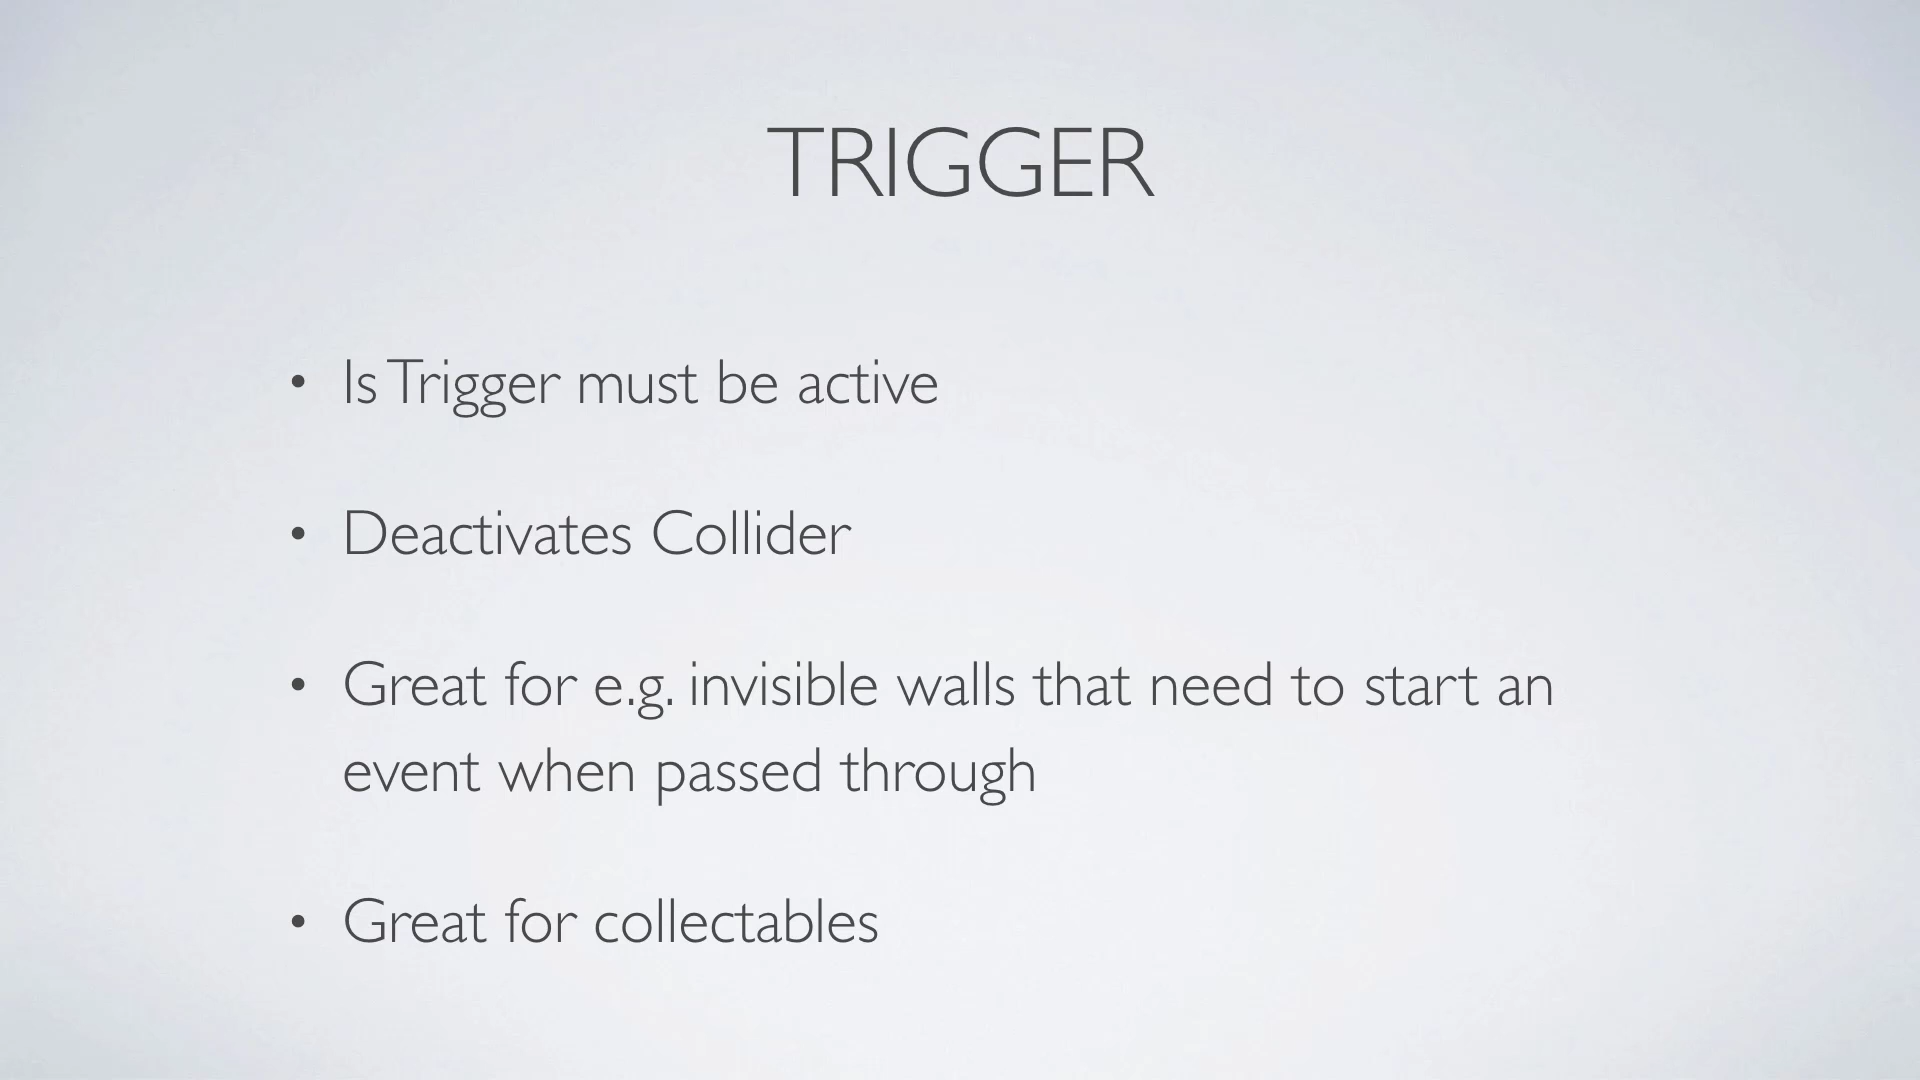 TRIGGER
• Is Trigger must be active
• Deactivates Collider
• Great for e.g. invisible walls that need to start an
event when passed through
• Great for collectables